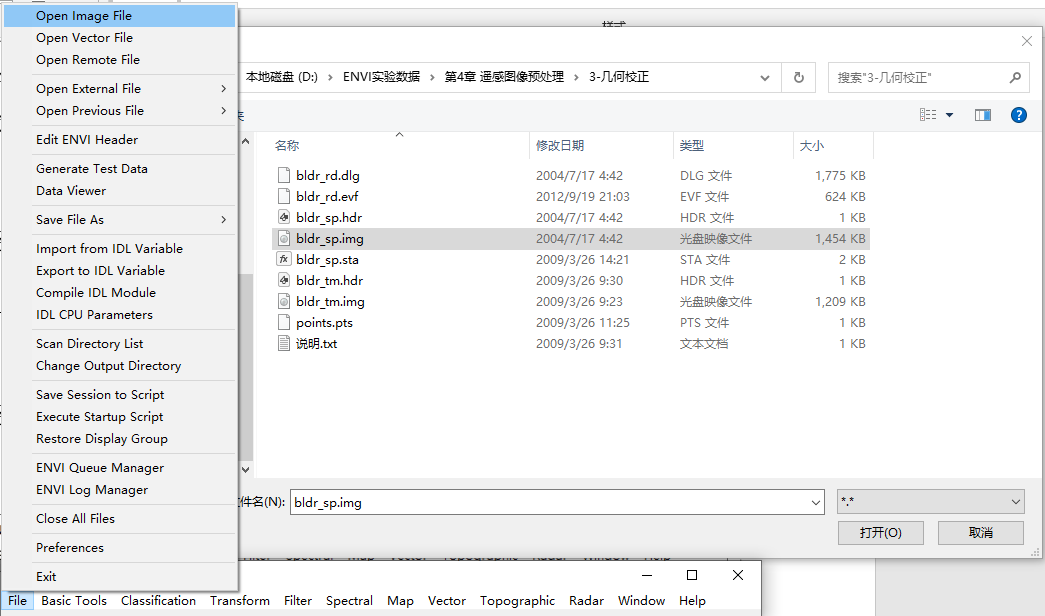 Open Image File
Open Vector File
Open Remote File
Open External File
Open Previous File
Edit ENVI Header
Generate Test Data
Data Viewer
Save File As
Import from IDL Variable
Export to IDL Variable
Compile IDL Module
IDL CPU Parameters
Scan Directory List
Change Output Directory
Save Session to Script
Execute Startup Script
Restore Display Group
ENVI Queue Manager
ENVI Log Manager
Close All Files
Preferences
Exit
本地磁盘 (D:) › ENVI实验数据 › 第4章 遥感图像预处理 › 3-几何校正
搜索"3-几何校正"
名称 修改日期 类型 大小
bldr_rd.dlg 2004/7/17 4:42 DLG 文件 1,775 KB
bldr_rd.evf 2012/9/19 21:03 EVF 文件 624 KB
bldr_sp.hdr 2004/7/17 4:42 HDR 文件 1 KB
bldr_sp.img 2004/7/17 4:42 光盘映像文件 1,454 KB
bldr_sp.sta 2009/3/26 14:21 STA 文件 2 KB
bldr_tm.hdr 2009/3/26 9:30 HDR 文件 1 KB
bldr_tm.img 2009/3/26 9:23 光盘映像文件 1,209 KB
points.pts 2009/3/26 11:25 PTS 文件 1 KB
说明.txt 2009/3/26 9:31 文本文档 1 KB
件名(N): bldr_sp.img *.*
打开(O) 取消
File Basic Tools Classification Transform Filter Spectral Map Vector Topographic Radar Window Help